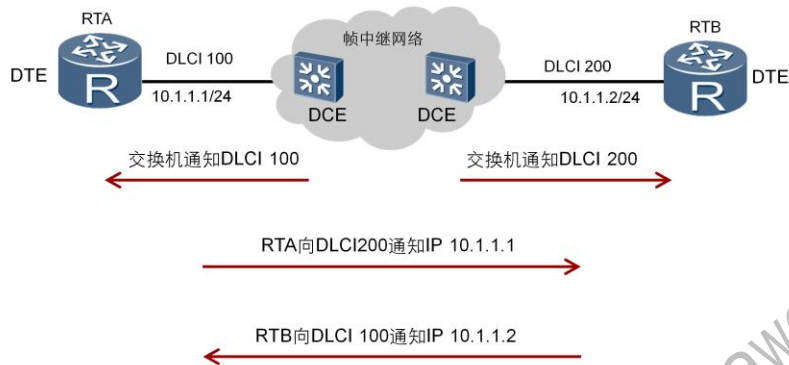 RTA
RTB
帧中继网络
DLCI 100
DLCI 200
DTE
DTE
R
R
10.1.1.1/24
10.1.1.2/24
DCE
DCE
交换机通知DLCI 100
交换机通知DLCI 200
RTA向DLCI200通知IP 10.1.1.1
RTB向DLCI 100通知IP 10.1.1.2